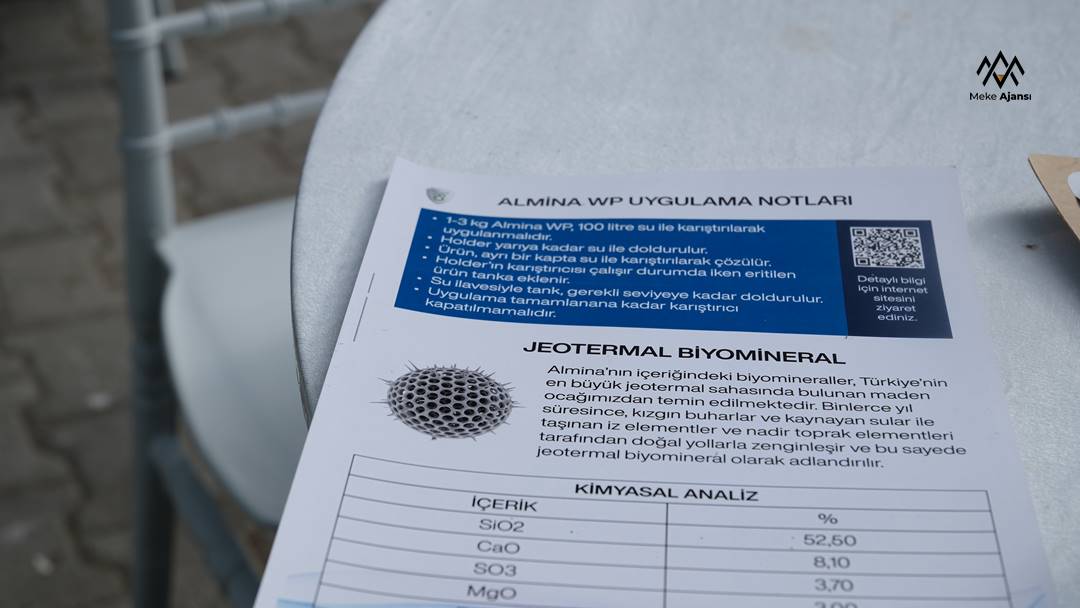 Meke Ajansı
ALMİNA WP UYGULAMA NOTLARI
• 1-3 kg Almina WP, 100 litre su ile karıştırılarak
uygulanmalıdır.
• Holder yarıya kadar su ile doldurulur.
• Ürün, ayrı bir kapta su ile karıştırılarak çözülür.
• Holder'ın karıştırıcısı çalışır durumda iken eritilen
ürün tanka eklenir.
• Su ilavesiyle tank, gerekli seviyeye kadar doldurulur.
• Uygulama tamamlanana kadar karıştırıcı
kapatılmamalıdır.
Detaylı bilgi
için internet
sitesini
ziyaret
ediniz.
JEOTERMAL BİYOMİNERAL
Almina'nın içeriğindeki biyomineraller, Türkiye'nin
en büyük jeotermal sahasında bulunan maden
ocağımızdan temin edilmektedir. Binlerce yıl
süresince, kızgın buharlar ve kaynayan sular ile
taşınan iz elementler ve nadir toprak elementleri
tarafından doğal yollarla zenginleşir ve bu sayede
jeotermal biyomineral olarak adlandırılır.
KİMYASAL ANALİZ
İÇERİK %
SiO2 52,50
CaO 8,10
SO3 3,70
MgO